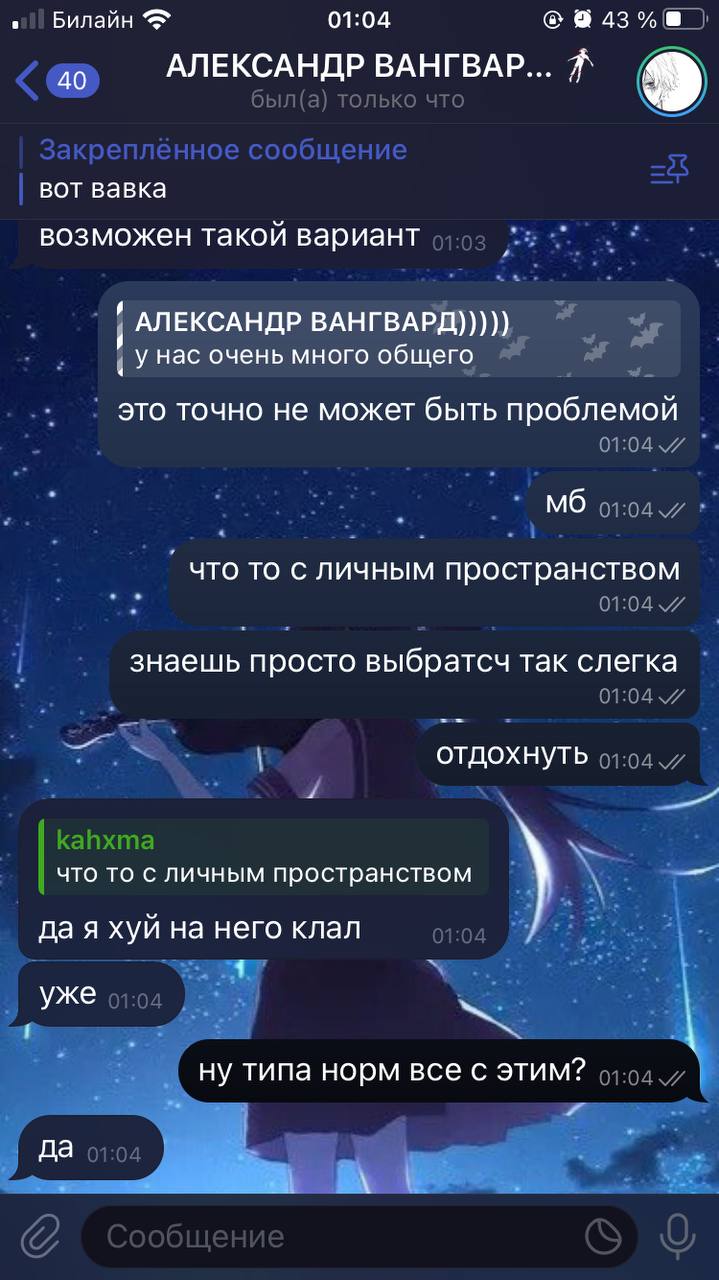 Билайн 01:04 43 %
40 АЛЕКСАНДР ВАНГВАР...
был(а) только что
Закреплённое сообщение
вот вавка
возможен такой вариант 01:03
АЛЕКСАНДР ВАНГВАРД)))))
у нас очень много общего
это точно не может быть проблемой
01:04
мб 01:04
что то с личным пространством
01:04
знаешь просто выбратсч так слегка
01:04
отдохнуть 01:04
kahxma
что то с личным пространством
да я хуй на него клал 01:04
уже 01:04
ну типа норм все с этим? 01:04
да 01:04
Сообщение